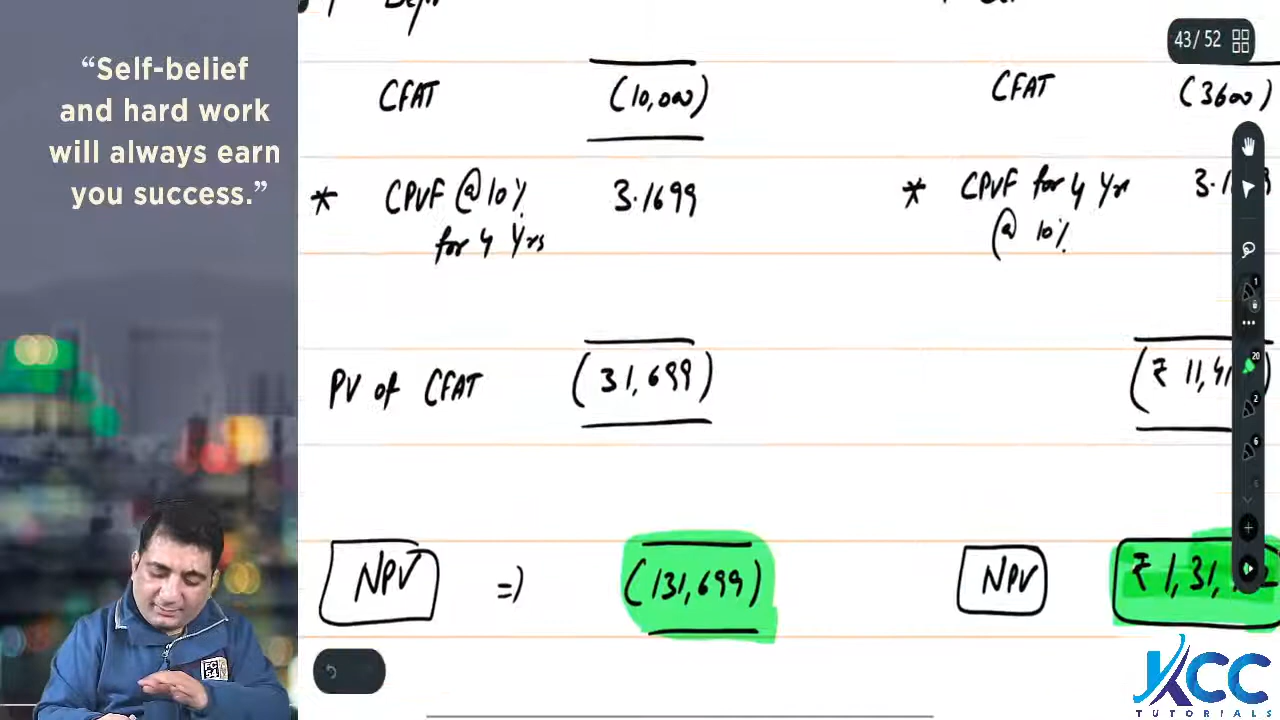 “Self-belief
and hard work
will always earn
you success.”
43/52
CFAT (10,000)
* CPVF @ 10% 3.1699
for 4 Yrs
PV of CFAT (31,699)
NPV => (131,699)
CFAT (3600)
* CPVF for 4 Yrs
@ 10%
NPV
KCC
TUTORIALS